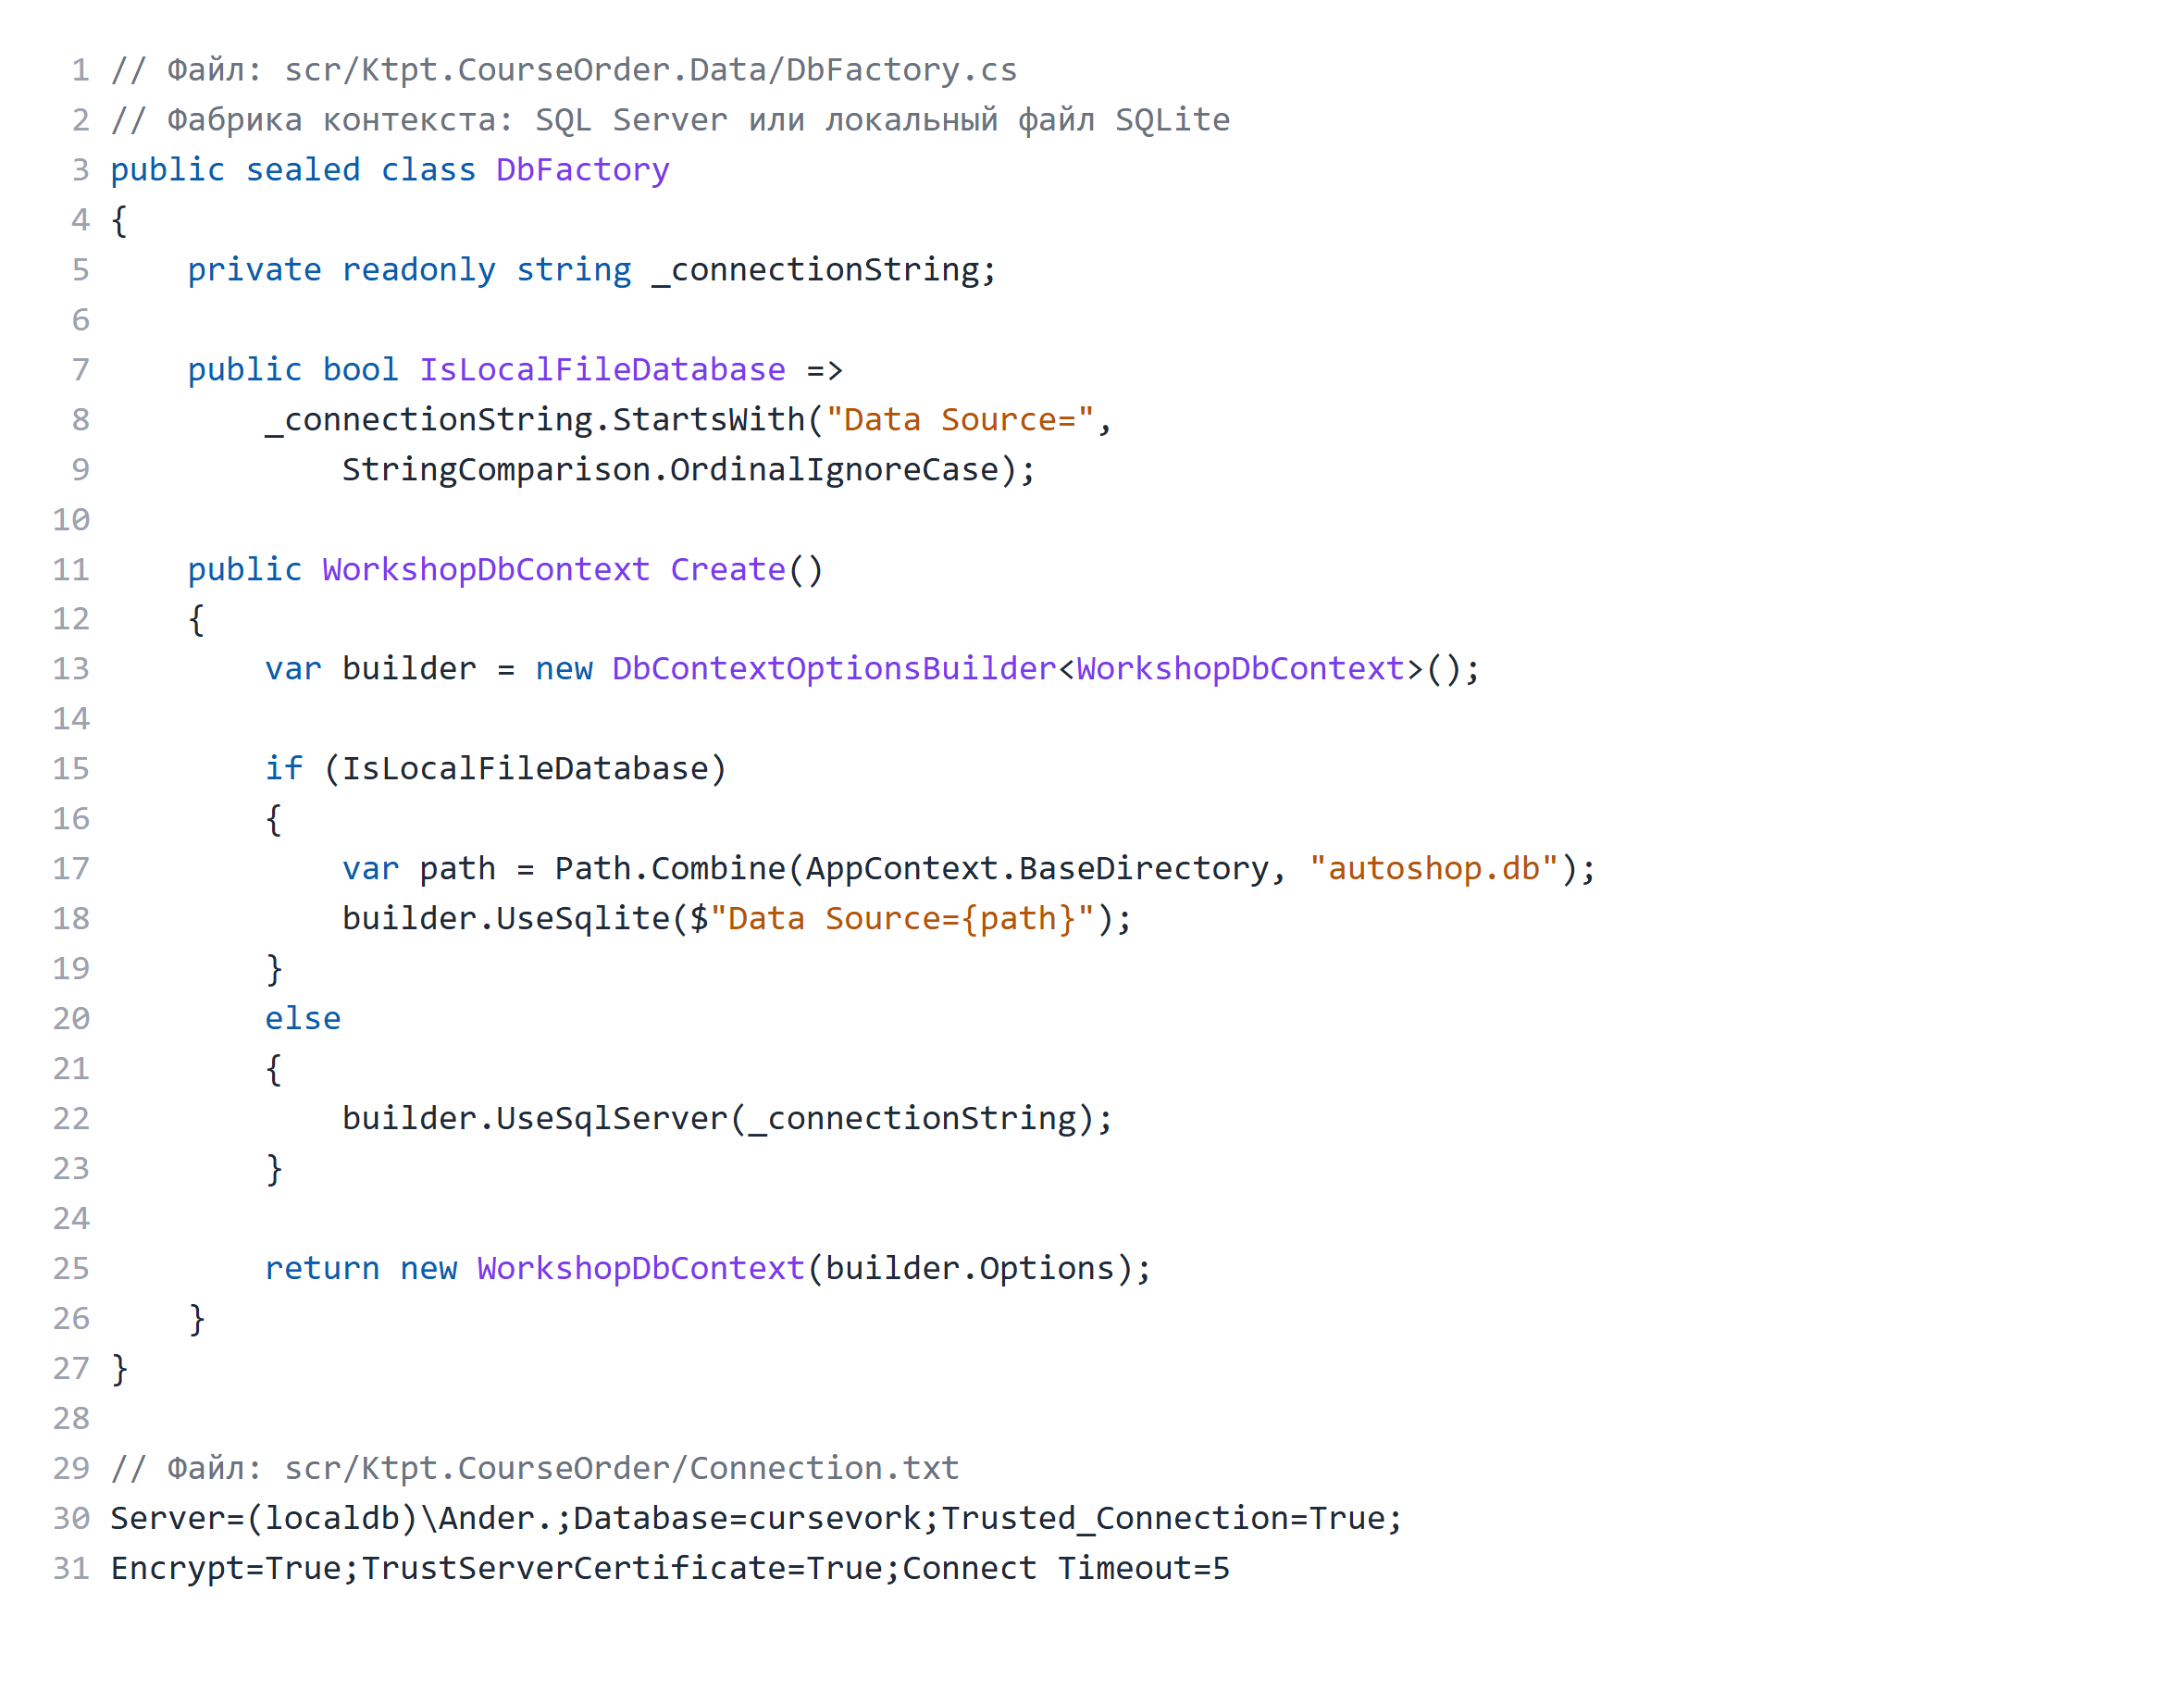 1 // Файл: scr/Ktpt.CourseOrder.Data/DbFactory.cs
2 // Фабрика контекста: SQL Server или локальный файл SQLite
3 public sealed class DbFactory
4 {
5     private readonly string _connectionString;
6
7     public bool IsLocalFileDatabase =>
8         _connectionString.StartsWith("Data Source=",
9             StringComparison.OrdinalIgnoreCase);
10
11     public WorkshopDbContext Create()
12     {
13         var builder = new DbContextOptionsBuilder<WorkshopDbContext>();
14
15         if (IsLocalFileDatabase)
16         {
17             var path = Path.Combine(AppContext.BaseDirectory, "autoshop.db");
18             builder.UseSqlite($"Data Source={path}");
19         }
20         else
21         {
22             builder.UseSqlServer(_connectionString);
23         }
24
25         return new WorkshopDbContext(builder.Options);
26     }
27 }
28
29 // Файл: scr/Ktpt.CourseOrder/Connection.txt
30 Server=(localdb)\Ander.;Database=cursevork;Trusted_Connection=True;
31 Encrypt=True;TrustServerCertificate=True;Connect Timeout=5